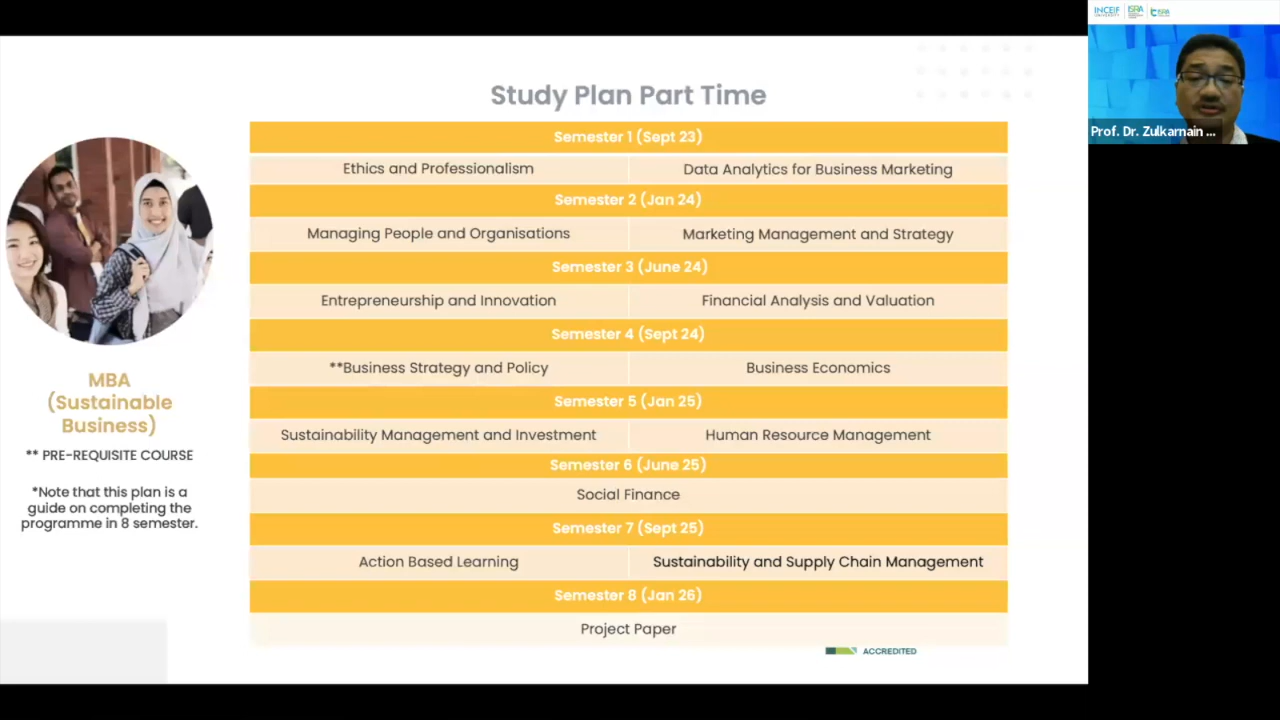 Study Plan Part Time
Semester 1 (Sept 23)
Ethics and Professionalism
Data Analytics for Business Marketing
Semester 2 (Jan 24)
Managing People and Organisations
Marketing Management and Strategy
Semester 3 (June 24)
Entrepreneurship and Innovation
Financial Analysis and Valuation
Semester 4 (Sept 24)
**Business Strategy and Policy
Business Economics
Semester 5 (Jan 25)
Sustainability Management and Investment
Human Resource Management
Semester 6 (June 25)
Social Finance
Semester 7 (Sept 25)
Action Based Learning
Sustainability and Supply Chain Management
Semester 8 (Jan 26)
Project Paper
ACCREDITED
MBA
(Sustainable
Business)
** PRE-REQUISITE COURSE
*Note that this plan is a
guide on completing the
programme in 8 semester.
INCEIF
UNIVERSITY
ISRA
Prof. Dr. Zulkarnain ...